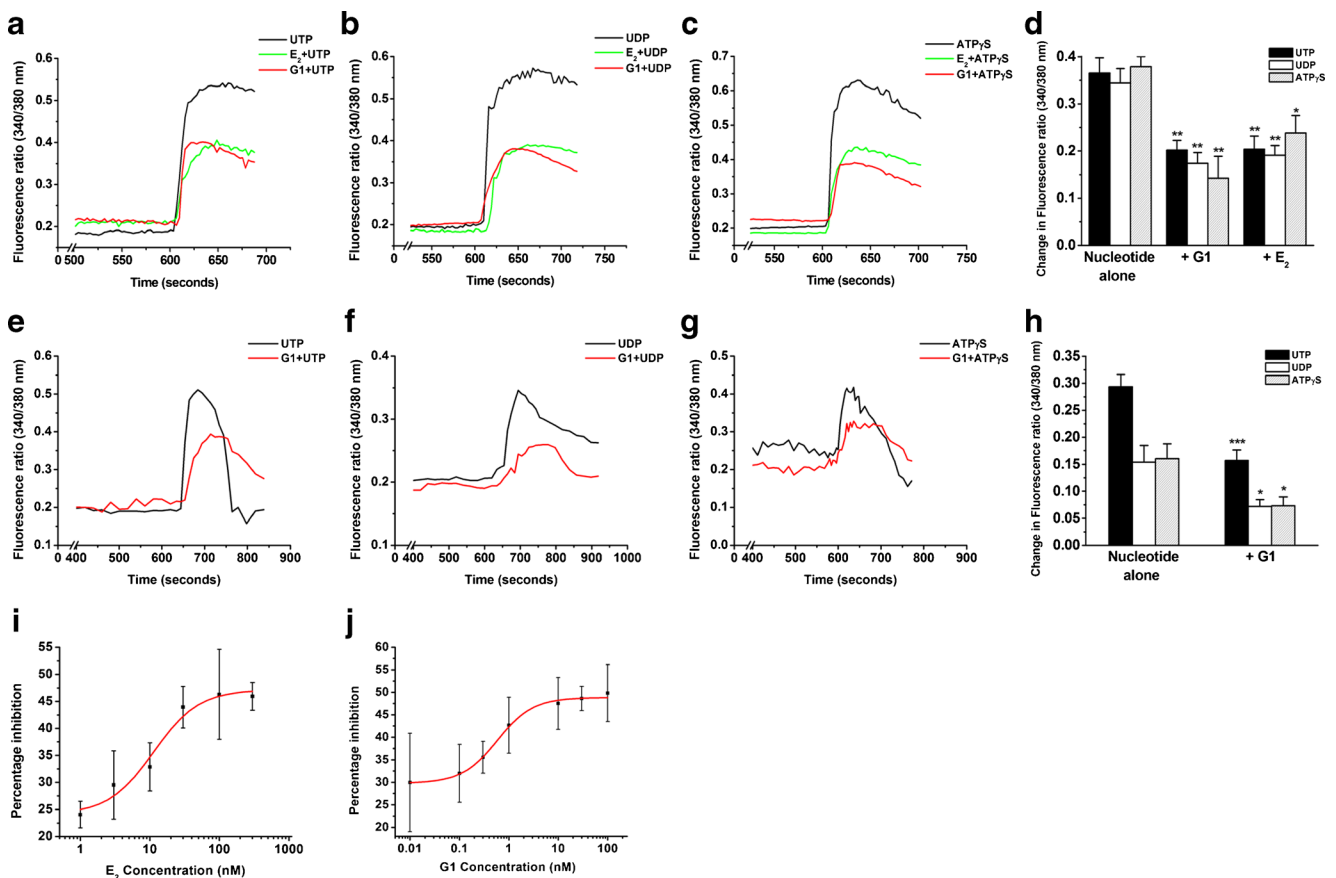 a
UTP
E₂+UTP
G1+UTP
Fluorescence ratio (340/380 nm)
0.6
0.5
0.4
0.3
0.2
0 500
550
600
650
700
Time (seconds)
b
UDP
E₂+UDP
G1+UDP
Fluorescence ratio (340/380 nm)
0.6
0.5
0.4
0.3
0.2
0
550
600
650
700
750
Time (seconds)
c
ATPγS
E₂+ATPγS
G1+ATPγS
Fluorescence ratio (340/380 nm)
0.7
0.6
0.5
0.4
0.3
0.2
0
550
600
650
700
750
Time (seconds)
d
UTP
UDP
ATPγS
Change in Fluorescence ratio (340/380 nm)
0.4
0.3
0.2
0.1
0.0
** ** **
** ** *
Nucleotide alone
+ G1
+ E₂
e
UTP
G1+UTP
Fluorescence ratio (340/380 nm)
0.6
0.5
0.4
0.3
0.2
0.1
0 400
500
600
700
800
900
Time (seconds)
f
UDP
G1+UDP
Fluorescence ratio (340/380 nm)
0.4
0.3
0.2
0.1
0 400
500
600
700
800
900
1000
Time (seconds)
g
ATPγS
G1+ATPγS
Fluorescence ratio (340/380 nm)
0.5
0.4
0.3
0.2
0.1
0.0
0 400
500
600
700
800
900
Time (seconds)
h
UTP
UDP
ATPγS
Change in Fluorescence ratio (340/380 nm)
0.35
0.30
0.25
0.20
0.15
0.10
0.05
0.00
*** * *
Nucleotide alone
+ G1
i
Percentage inhibition
55
50
45
40
35
30
25
20
1
10
100
1000
E₂ Concentration (nM)
j
Percentage inhibition
60
55
50
45
40
35
30
25
20
0.01
0.1
1
10
100
G1 Concentration (nM)